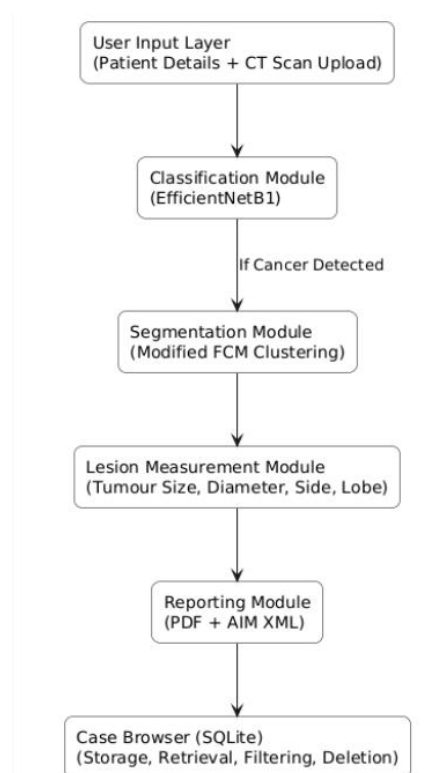 User Input Layer
(Patient Details + CT Scan Upload)
Classification Module
(EfficientNetB1)
If Cancer Detected
Segmentation Module
(Modified FCM Clustering)
Lesion Measurement Module
(Tumour Size, Diameter, Side, Lobe)
Reporting Module
(PDF + AIM XML)
Case Browser (SQLite)
(Storage, Retrieval, Filtering, Deletion)